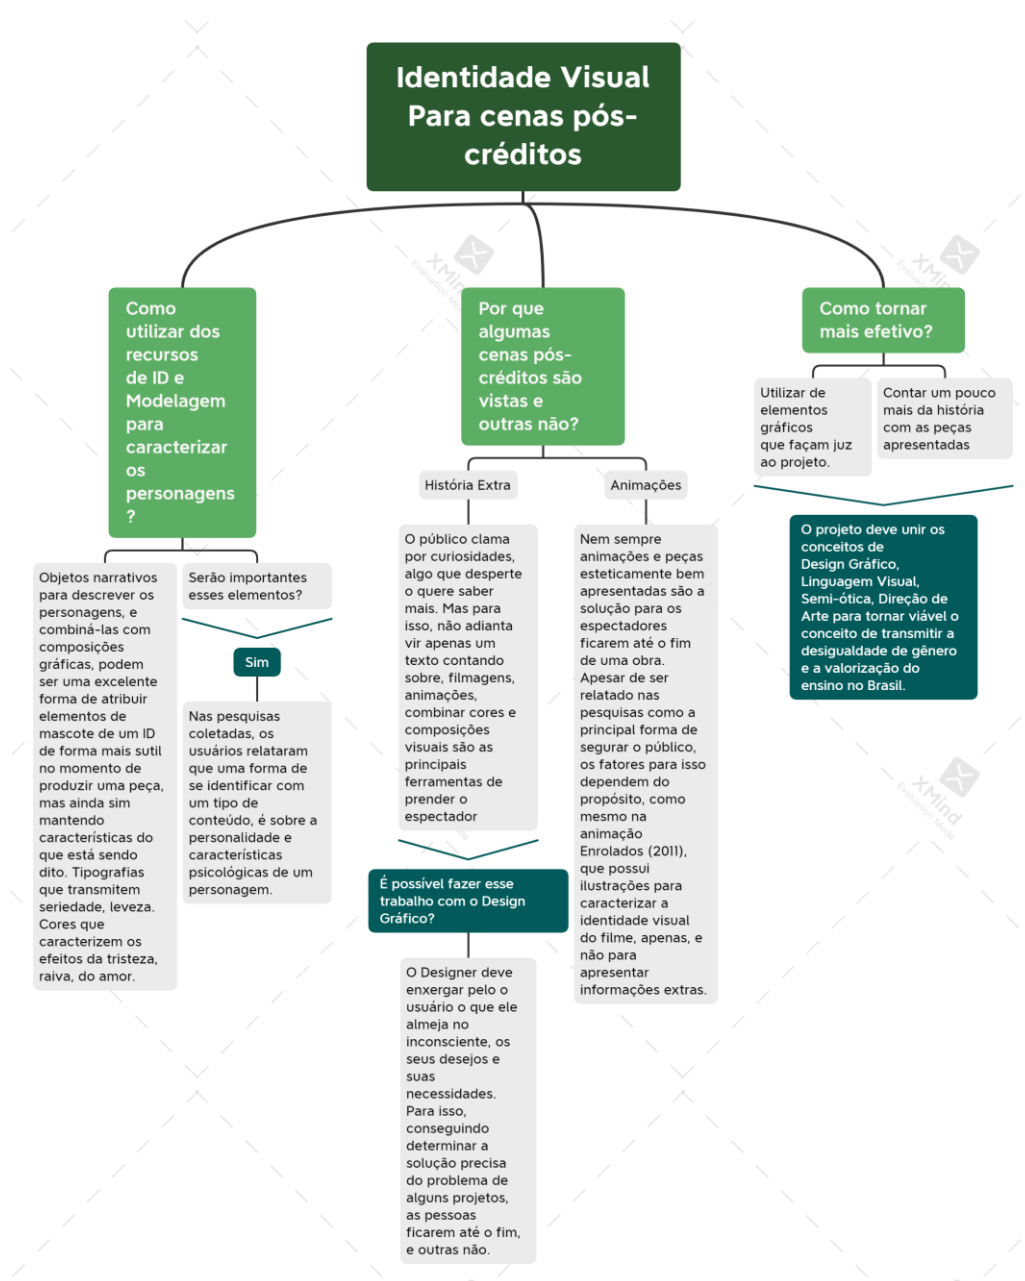 Identidade Visual
Para cenas pós-
créditos
Como
utilizar dos
recursos
de ID e
Modelagem
para
caracterizar
os
personagens
?
Objetos narrativos
para descrever os
personagens, e
combiná-las com
composições
gráficas, podem
ser uma excelente
forma de atribuir
elementos de
mascote de um ID
de forma mais sutil
no momento de
produzir uma peça,
mas ainda sim
mantendo
características do
que está sendo
dito. Tipografias
que transmitem
seriedade, leveza.
Cores que
caracterizem os
efeitos da tristeza,
raiva, do amor.
Serão importantes
esses elementos?
Sim
Nas pesquisas
coletadas, os
usuários relataram
que uma forma de
se identificar com
um tipo de
conteúdo, é sobre a
personalidade e
características
psicológicas de um
personagem.
Por que
algumas
cenas pós-
créditos são
vistas e
outras não?
História Extra
O público clama
por curiosidades,
algo que desperte
o quere saber
mais. Mas para
isso, não adianta
vir apenas um
texto contando
sobre, filmagens,
animações,
combinar cores e
composições
visuais são as
principais
ferramentas de
prender o
espectador
É possível fazer esse
trabalho com o Design
Gráfico?
O Designer deve
enxergar pelo o
usuário o que ele
almeja no
inconsciente, os
seus desejos e
suas
necessidades.
Para isso,
conseguindo
determinar a
solução precisa
do problema de
alguns projetos,
as pessoas
ficarem até o fim,
e outras não.
Animações
Nem sempre
animações e peças
esteticamente bem
apresentadas são a
solução para os
espectadores
ficarem até o fim
de uma obra.
Apesar de ser
relatado nas
pesquisas como a
principal forma de
segurar o público,
os fatores para isso
dependem do
propósito, como
mesmo na
animação
Enrolados (2011),
que possui
ilustrações para
caracterizar a
identidade visual
do filme, apenas, e
não para
apresentar
informações extras.
Como tornar
mais efetivo?
Utilizar de
elementos
gráficos
que façam juz
ao projeto.
Contar um pouco
mais da história
com as peças
apresentadas
O projeto deve unir os
conceitos de
Design Gráfico,
Linguagem Visual,
Semi-ótica, Direção de
Arte para tornar viável o
conceito de transmitir a
desigualdade de gênero
e a valorização do
ensino no Brasil.
XMind
Evaluation Mode